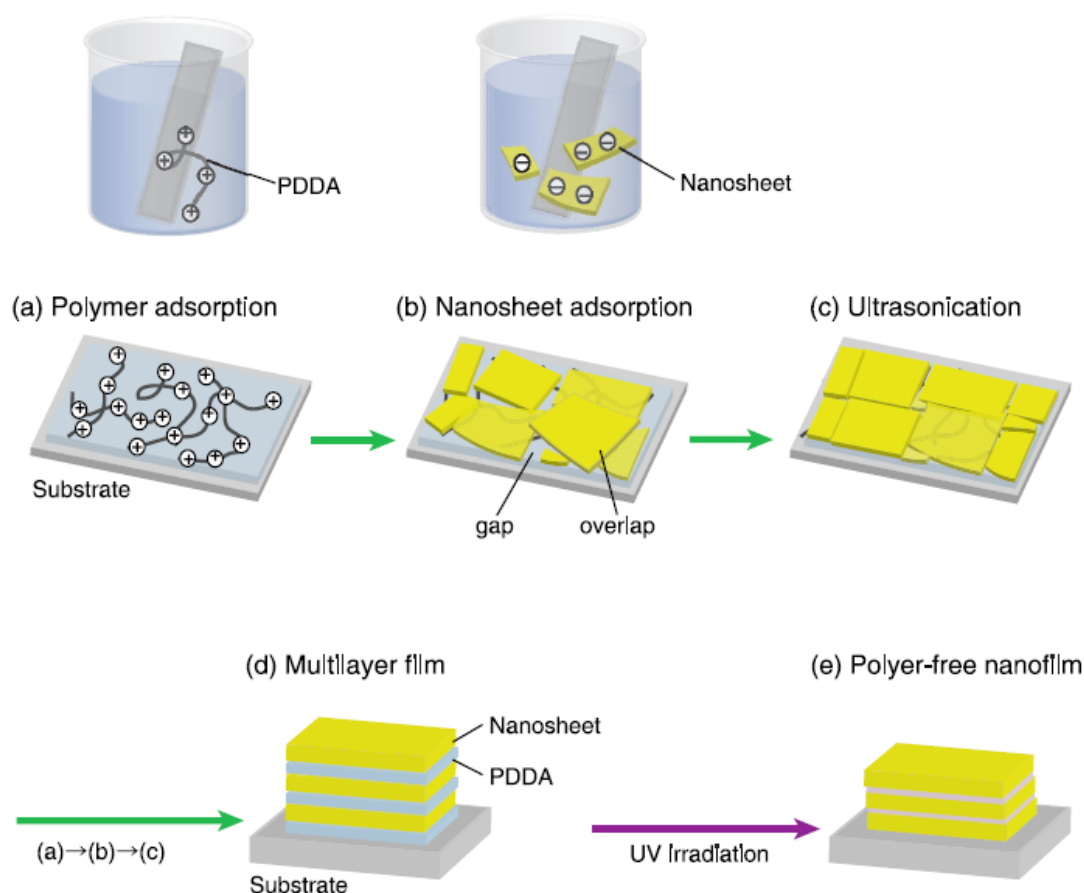 PDDA
Nanosheet
(a) Polymer adsorption
(b) Nanosheet adsorption
(c) Ultrasonication
Substrate
gap
overlap
(d) Multilayer film
(e) Polyer-free nanofilm
Nanosheet
PDDA
(a)→(b)→(c)
UV irradiation
Substrate